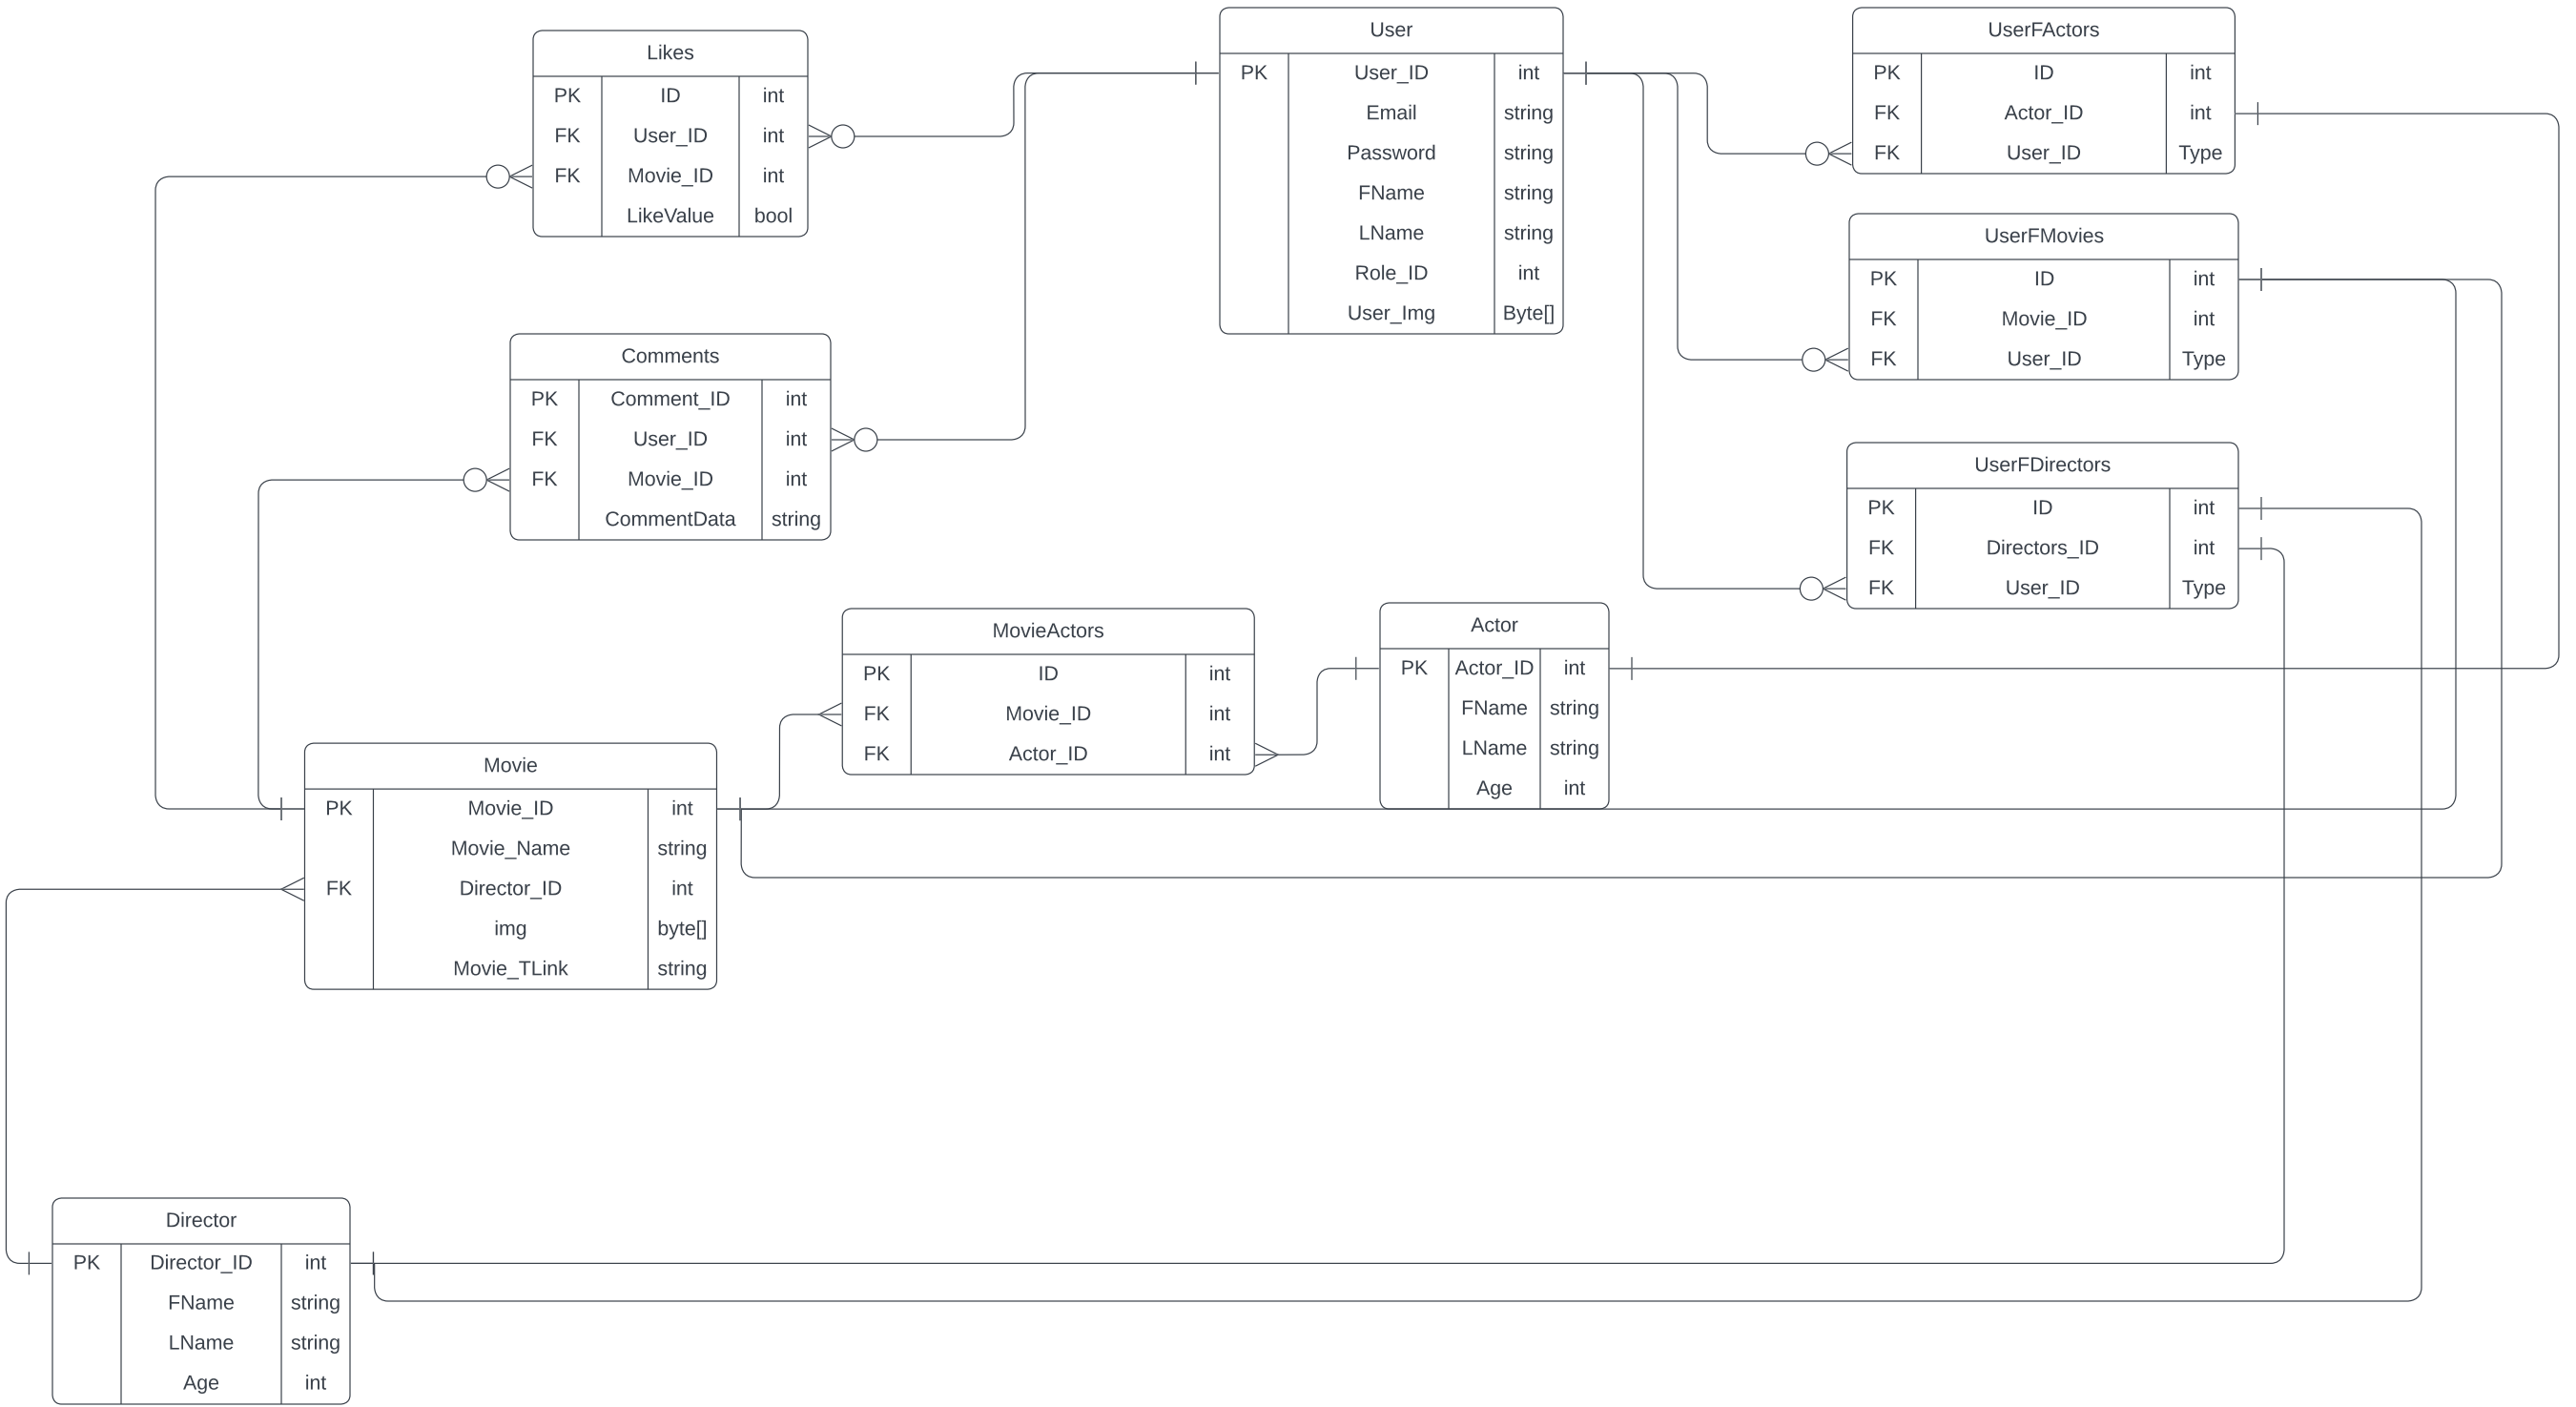 Likes
PK ID int
FK User_ID int
FK Movie_ID int
LikeValue bool
User
PK User_ID int
Email string
Password string
FName string
LName string
Role_ID int
User_Img Byte[]
UserFActors
PK ID int
FK Actor_ID int
FK User_ID Type
UserFMovies
PK ID int
FK Movie_ID int
FK User_ID Type
Comments
PK Comment_ID int
FK User_ID int
FK Movie_ID int
CommentData string
UserFDirectors
PK ID int
FK Directors_ID int
FK User_ID Type
MovieActors
PK ID int
FK Movie_ID int
FK Actor_ID int
Actor
PK Actor_ID int
FName string
LName string
Age int
Movie
PK Movie_ID int
Movie_Name string
FK Director_ID int
img byte[]
Movie_TLink string
Director
PK Director_ID int
FName string
LName string
Age int